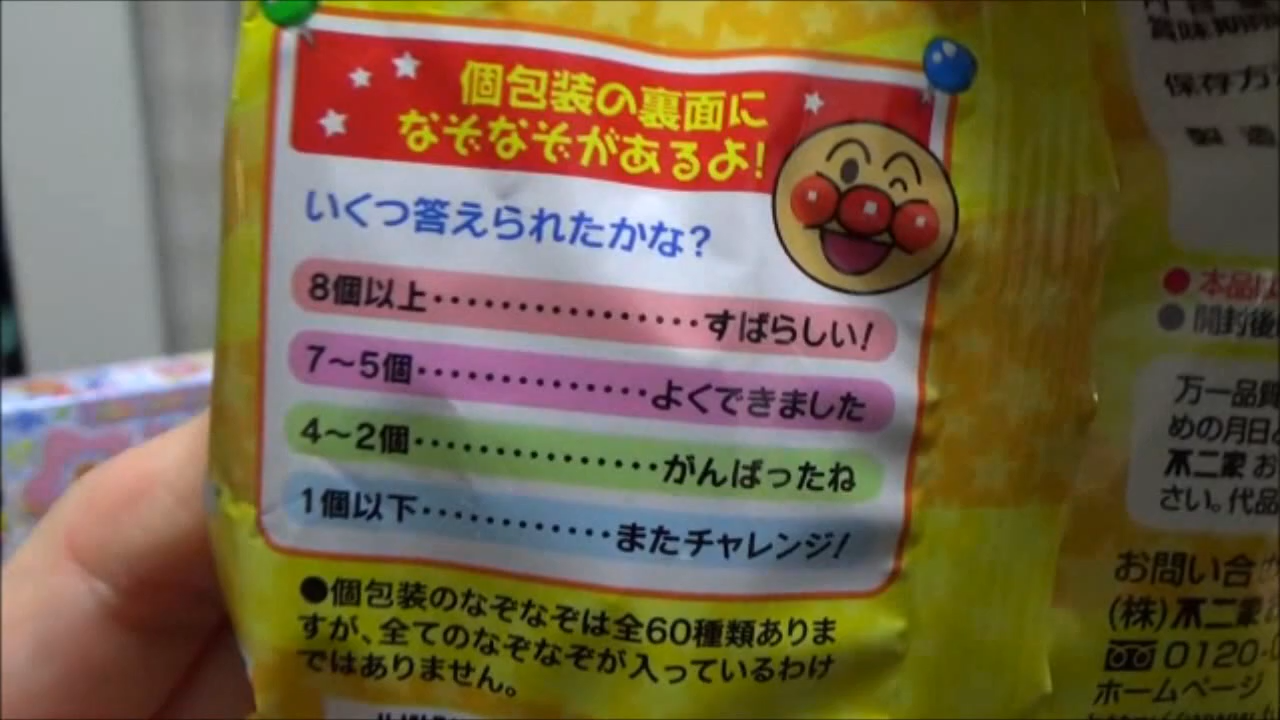 個包装の裏面に
なぞなぞがあるよ!
いくつ答えられたかな?
8個以上················すばらしい!
7～5個··············よくできました
4～2個···············がんばったね
1個以下············またチャレンジ!
●個包装のなぞなぞは全60種類ありま
すが、全てのなぞなぞが入っているわけ
ではありません。
賞味期限
保存方
製造
●本品は
●開封後
万一品質
めの月日
不二家お
さい。代品
お問い合
(株)不二家
0120-
ホームページ